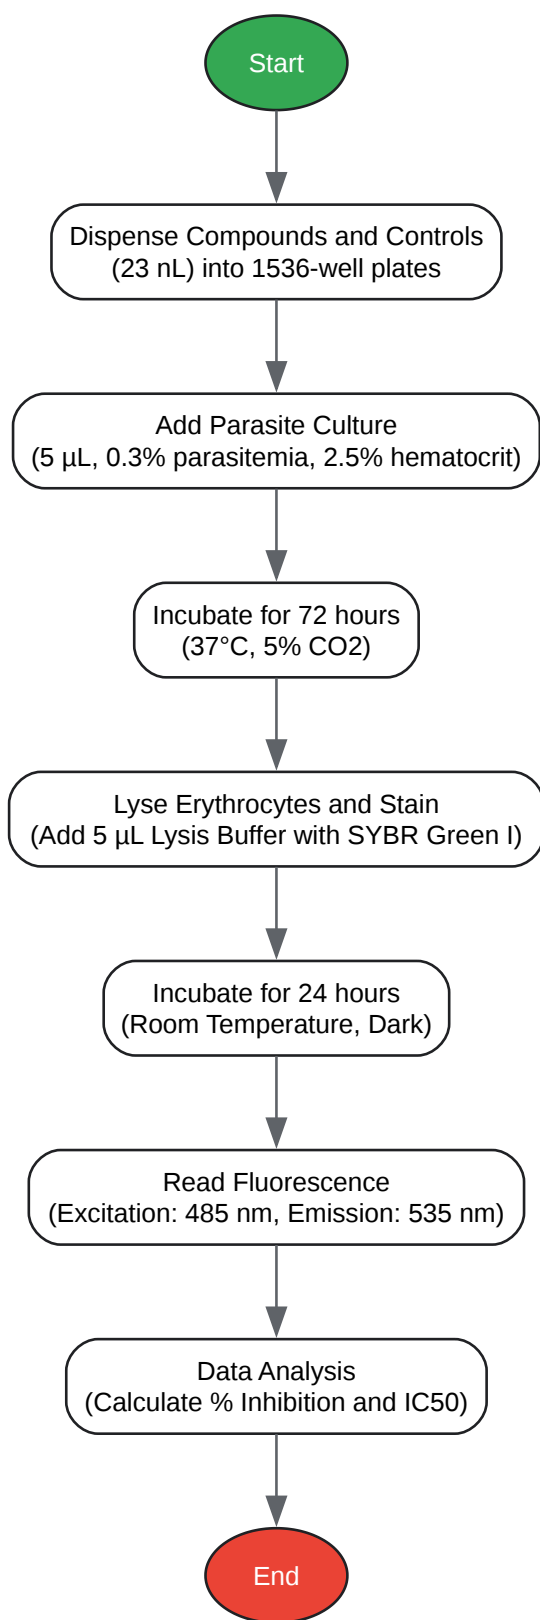 Start
Dispense Compounds and Controls
(23 nL) into 1536-well plates
Add Parasite Culture
(5 µL, 0.3% parasitemia, 2.5% hematocrit)
Incubate for 72 hours
(37°C, 5% CO2)
Lyse Erythrocytes and Stain
(Add 5 µL Lysis Buffer with SYBR Green I)
Incubate for 24 hours
(Room Temperature, Dark)
Read Fluorescence
(Excitation: 485 nm, Emission: 535 nm)
Data Analysis
(Calculate % Inhibition and IC50)
End